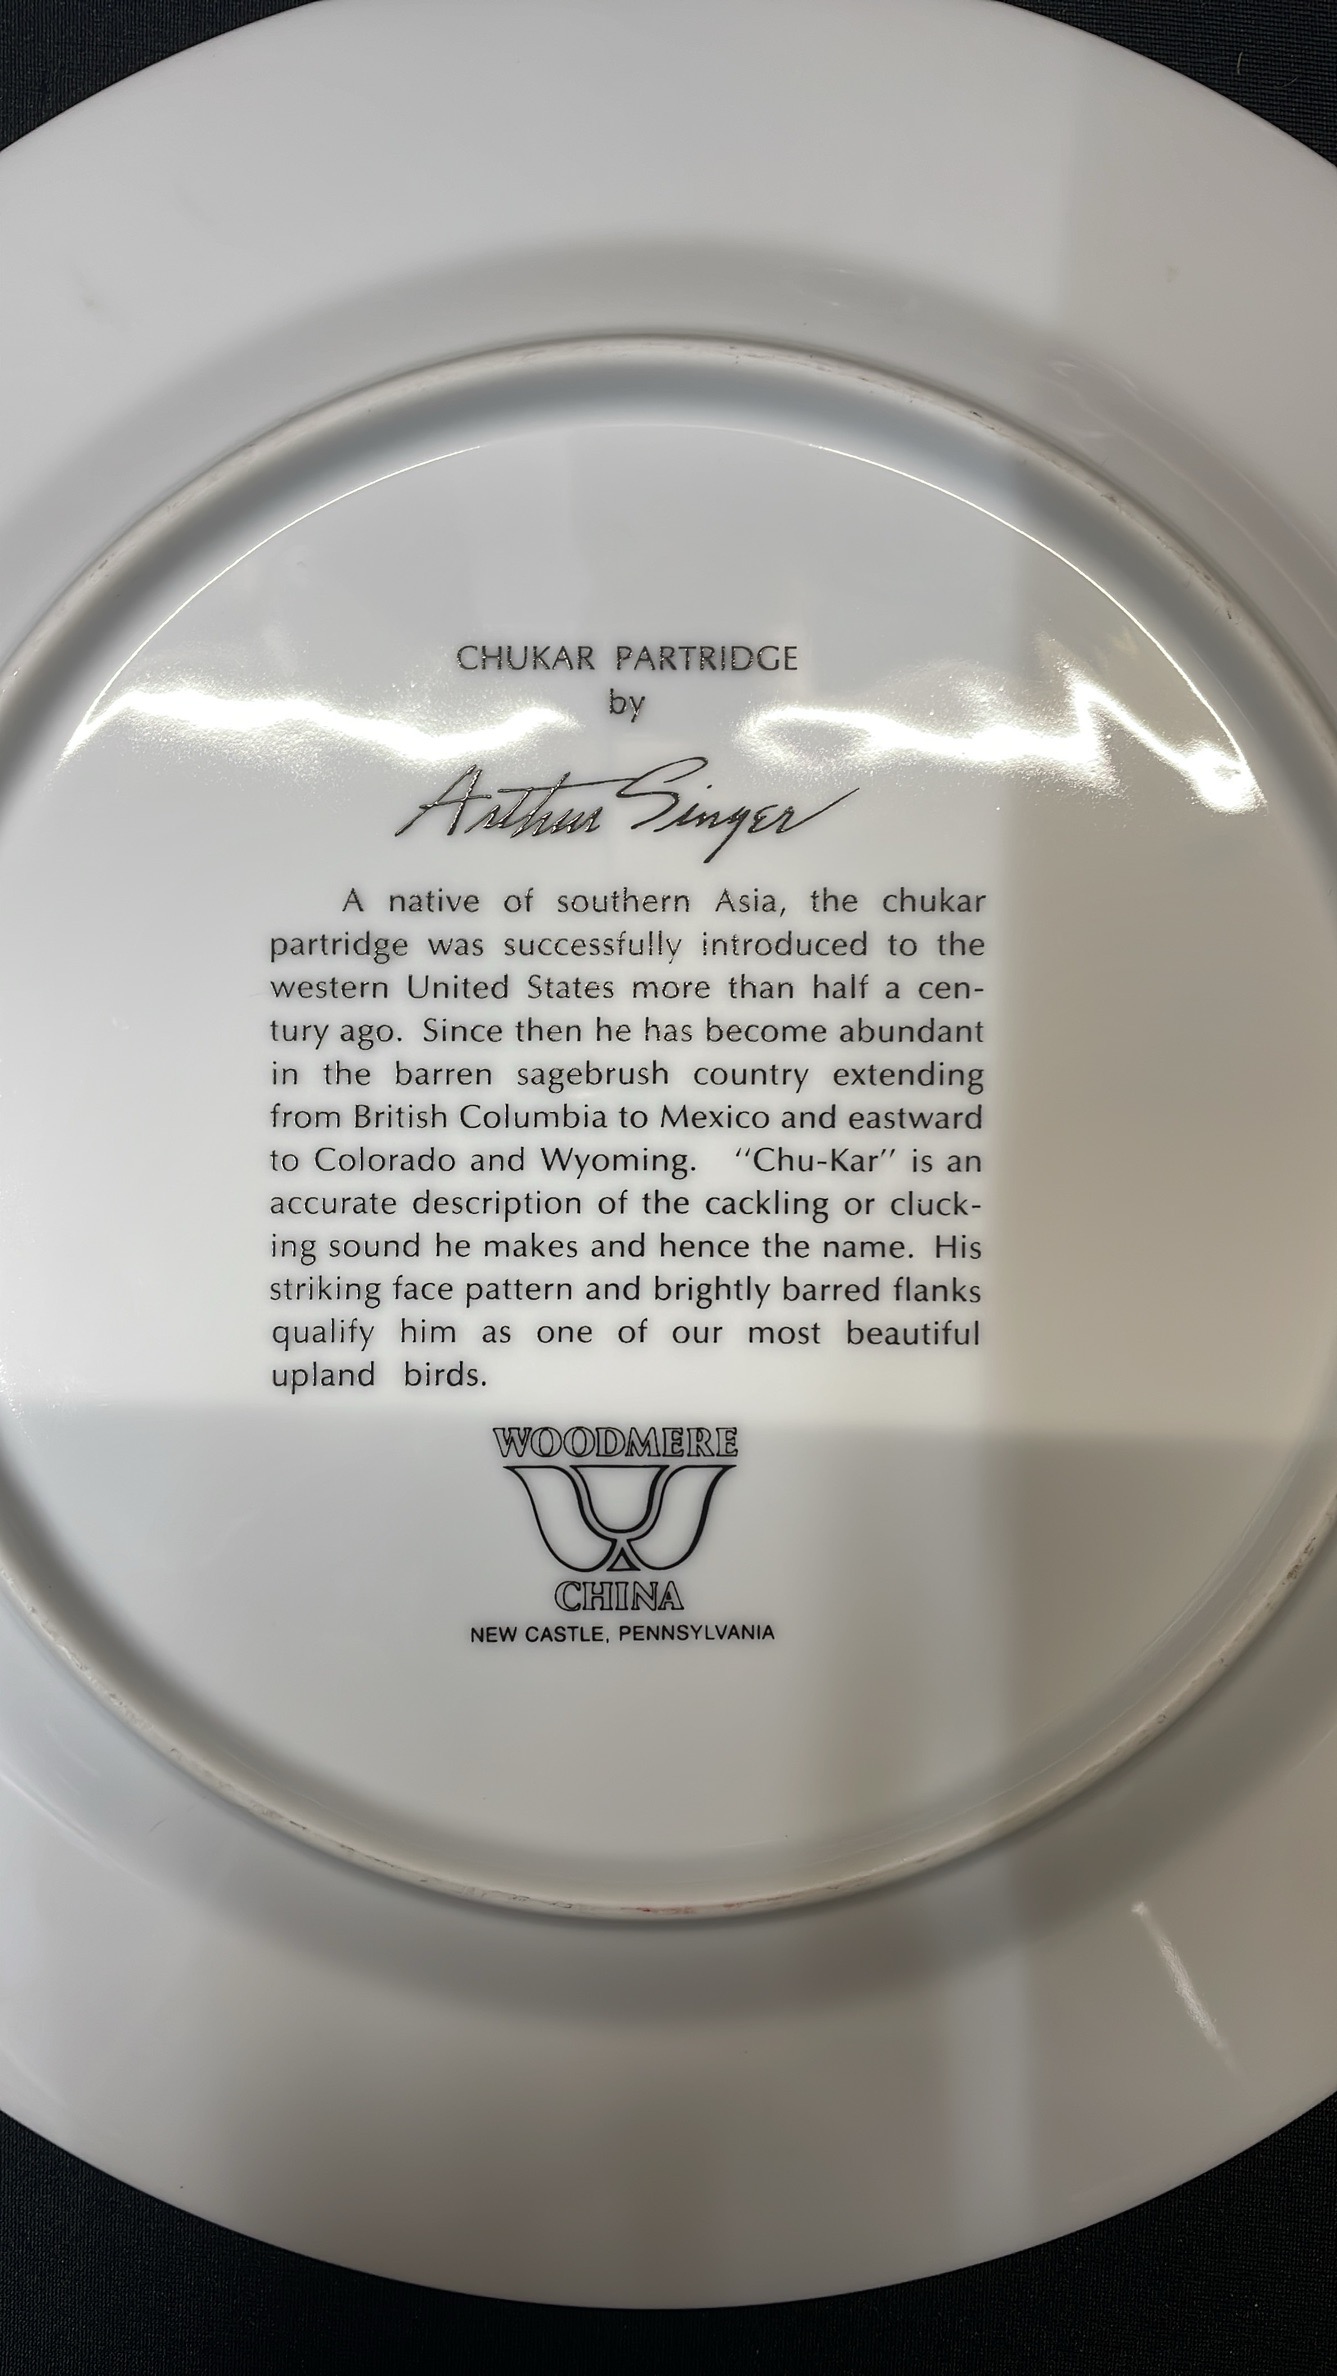 CHUKAR PARTRIDGE
by
Arthur Singer
A native of southern Asia, the chukar
partridge was successfully introduced to the
western United States more than half a cen-
tury ago. Since then he has become abundant
in the barren sagebrush country extending
from British Columbia to Mexico and eastward
to Colorado and Wyoming. "Chu-Kar" is an
accurate description of the cackling or cluck-
ing sound he makes and hence the name. His
striking face pattern and brightly barred flanks
qualify him as one of our most beautiful
upland birds.
WOODMERE
CHINA
NEW CASTLE, PENNSYLVANIA